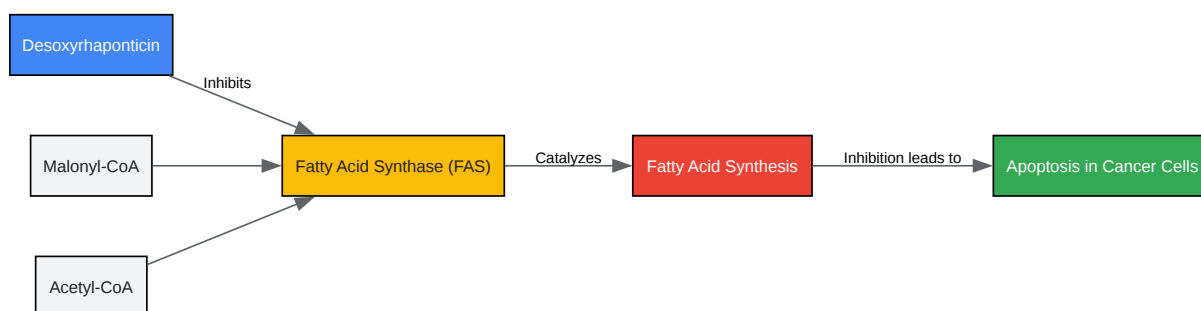 Desoxyrhaponticin
Inhibits
Malonyl-CoA
Fatty Acid Synthase (FAS)
Catalyzes
Fatty Acid Synthesis
Inhibition leads to
Apoptosis in Cancer Cells
Acetyl-CoA